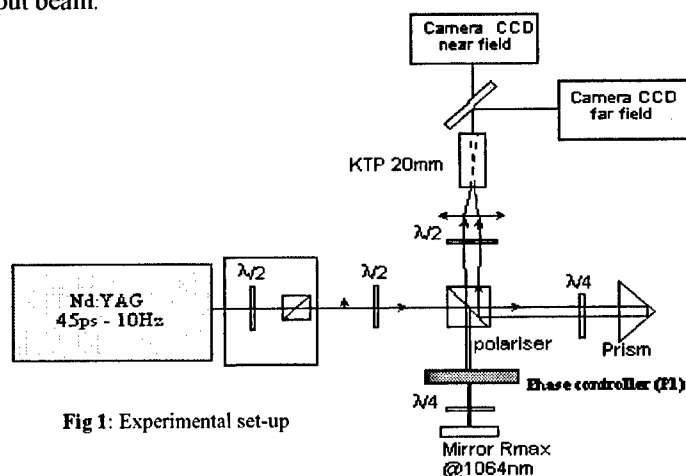 put beam.
Camera CCD
near field
Camera CCD
far field
KTP 20mm
λ/2
λ/2
λ/2
λ/4
Nd:YAG
45ps - 10Hz
polariser
Prism
Phase controller (P1)
λ/4
Fig 1: Experimental set-up
Mirror Rmax
@1064nm